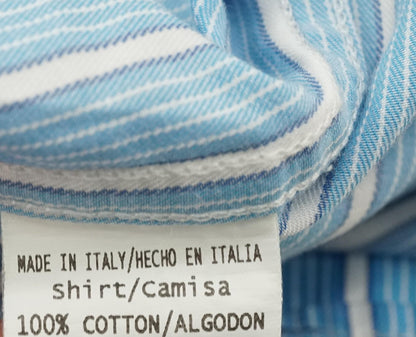 MADE IN ITALY/HECHO EN ITALIA
Shirt/Camisa
100% COTTON/ALGODON